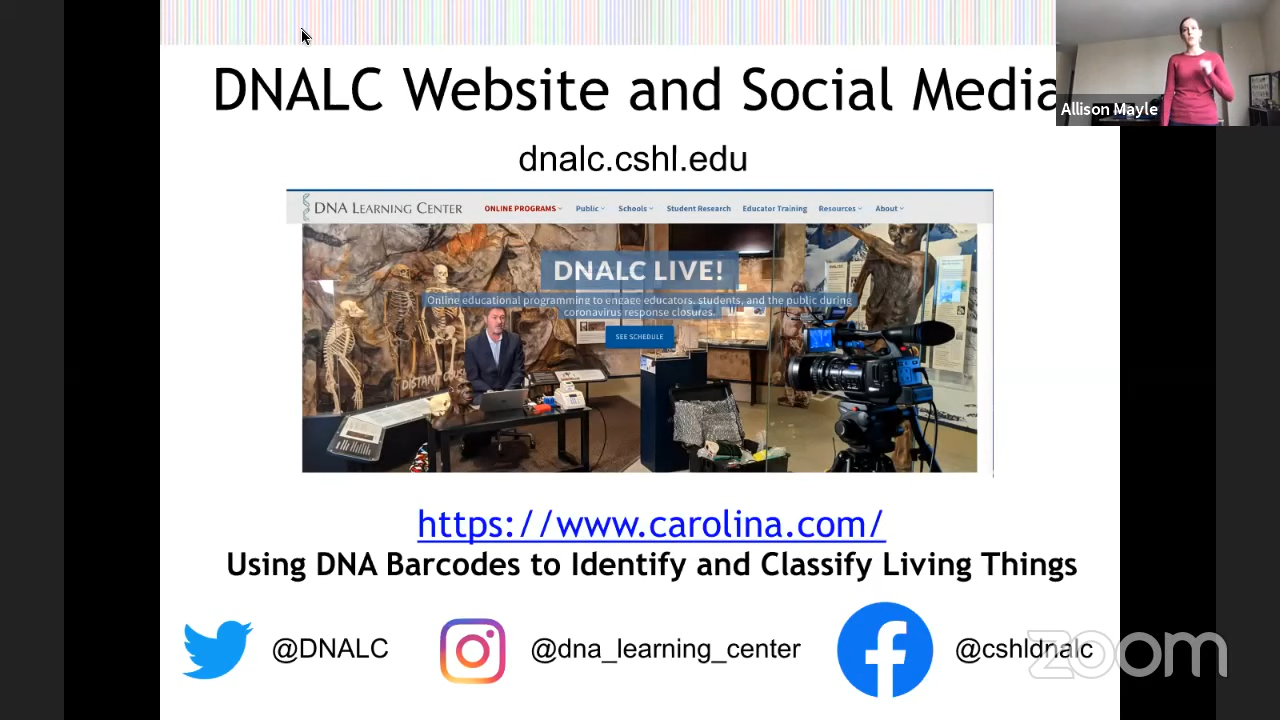 DNALC Website and Social Media
Allison Mayle
dnalc.cshl.edu
DNA LEARNING CENTER ONLINE PROGRAMS Public Schools Student Research Educator Training Resources About
DNALC LIVE!
Online educational programming to engage educators, students, and the public during
coronavirus response closures.
SEE SCHEDULE
DISTANT COUSINS
https://www.carolina.com/
Using DNA Barcodes to Identify and Classify Living Things
@DNALC @dna_learning_center @cshldnalc
zoom